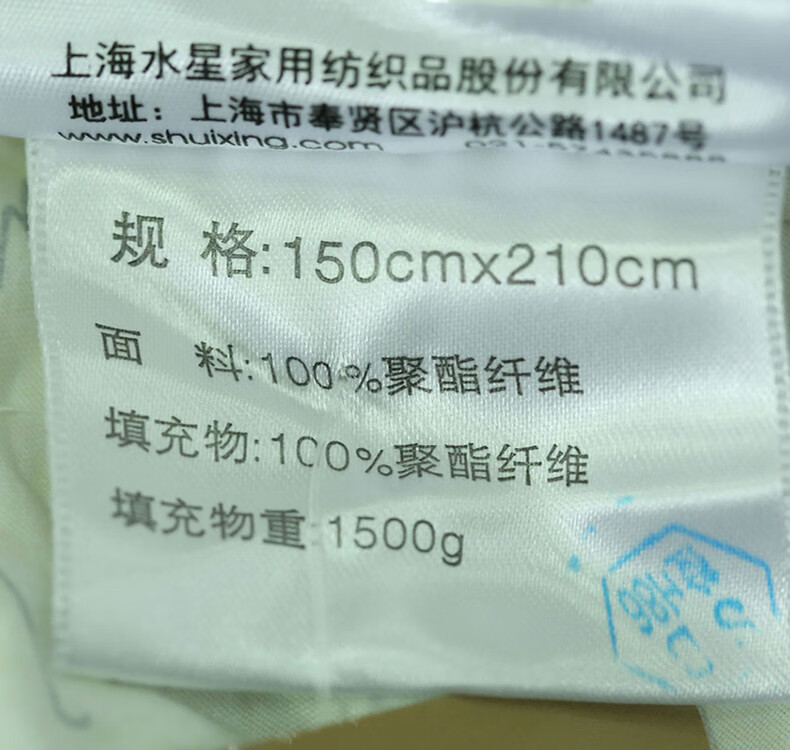 上海水星家用纺织品股份有限公司
地址：上海市奉贤区沪杭公路1487号
www.shuixing.com
规 格:150cmx210cm
面 料:100%聚酯纤维
填充物:100%聚酯纤维
填充物重:1500g